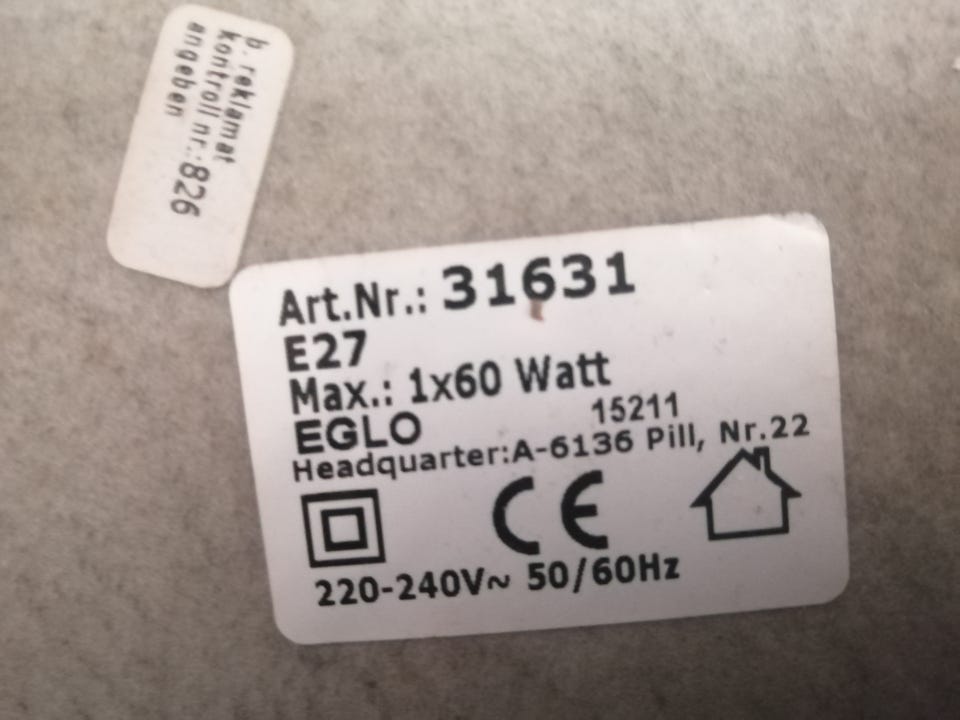 b. reklamat
kontroll nr.:826
angeben
Art.Nr.: 31631
E27
Max.: 1x60 Watt
EGLO 15211
Headquarter:A-6136 Pill, Nr.22
CE
220-240V~ 50/60Hz